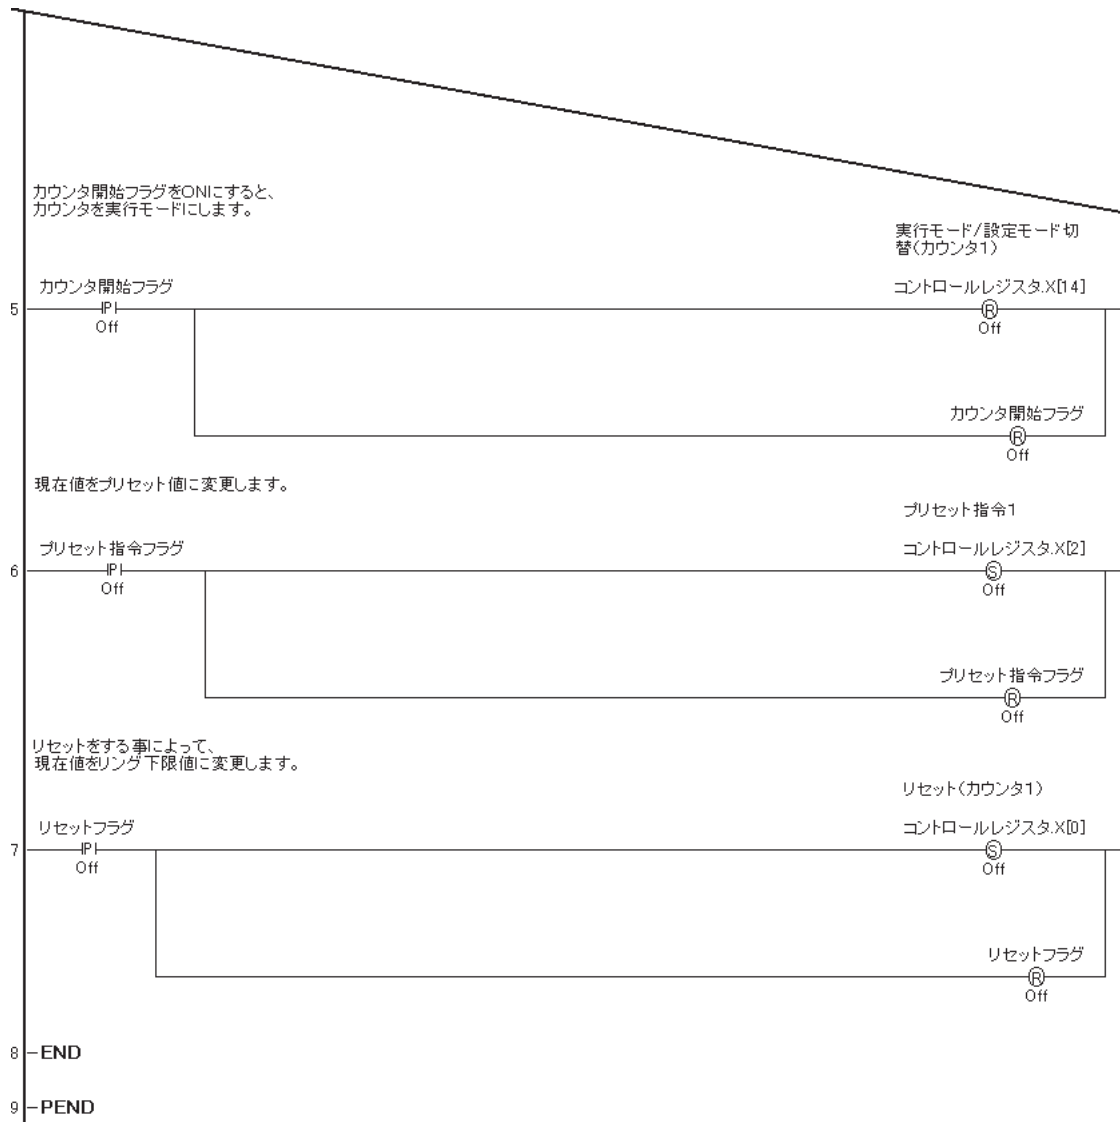 カウンタ開始フラグをONにすると、
カウンタを実行モードにします。
実行モード/設定モード切
替(カウンタ1)
カウンタ開始フラグ
コントロールレジスタ.X[14]
5
P
R
Off
Off
カウンタ開始フラグ
R
Off
現在値をプリセット値に変更します。
プリセット指令1
プリセット指令フラグ
コントロールレジスタ.X[2]
6
P
S
Off
Off
プリセット指令フラグ
R
Off
リセットをする事によって、
現在値をリング下限値に変更します。
リセット(カウンタ1)
リセットフラグ
コントロールレジスタ.X[0]
7
P
S
Off
Off
リセットフラグ
R
Off
8 END
9 PEND